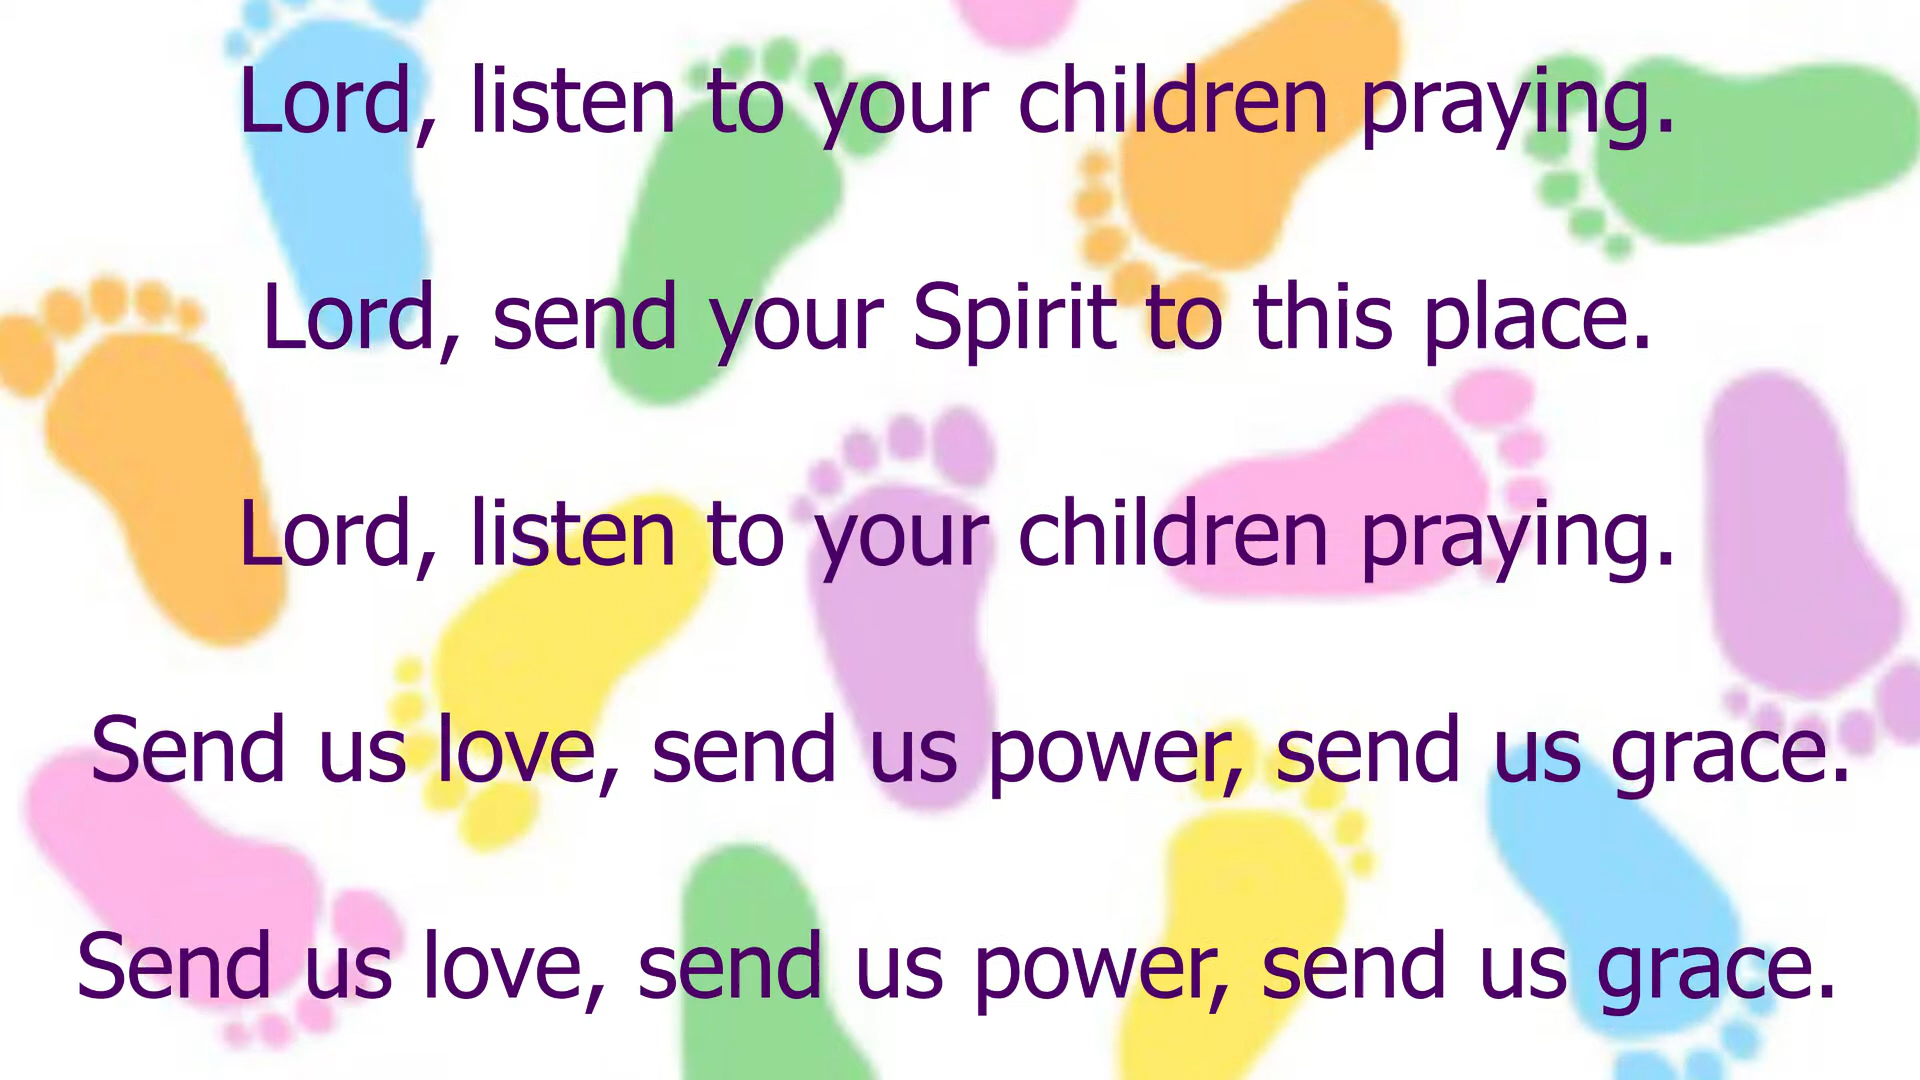 Lord, listen to your children praying.
Lord, send your Spirit to this place.
Lord, listen to your children praying.
Send us love, send us power, send us grace.
Send us love, send us power, send us grace.